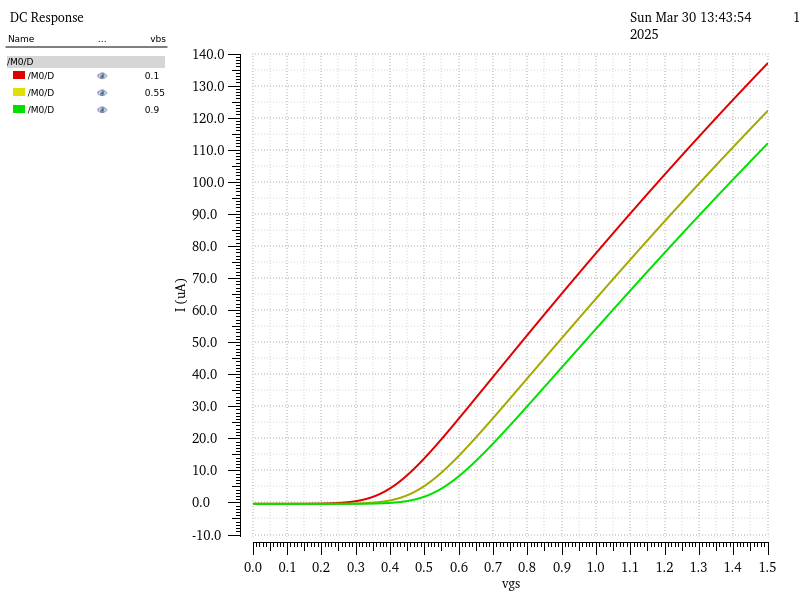 DC Response
Sun Mar 30 13:43:54 1
2025
Name ... vbs
/M0/D
/M0/D 0.1
/M0/D 0.55
/M0/D 0.9
I (uA)
140.0
130.0
120.0
110.0
100.0
90.0
80.0
70.0
60.0
50.0
40.0
30.0
20.0
10.0
0.0
-10.0
0.0 0.1 0.2 0.3 0.4 0.5 0.6 0.7 0.8 0.9 1.0 1.1 1.2 1.3 1.4 1.5
vgs